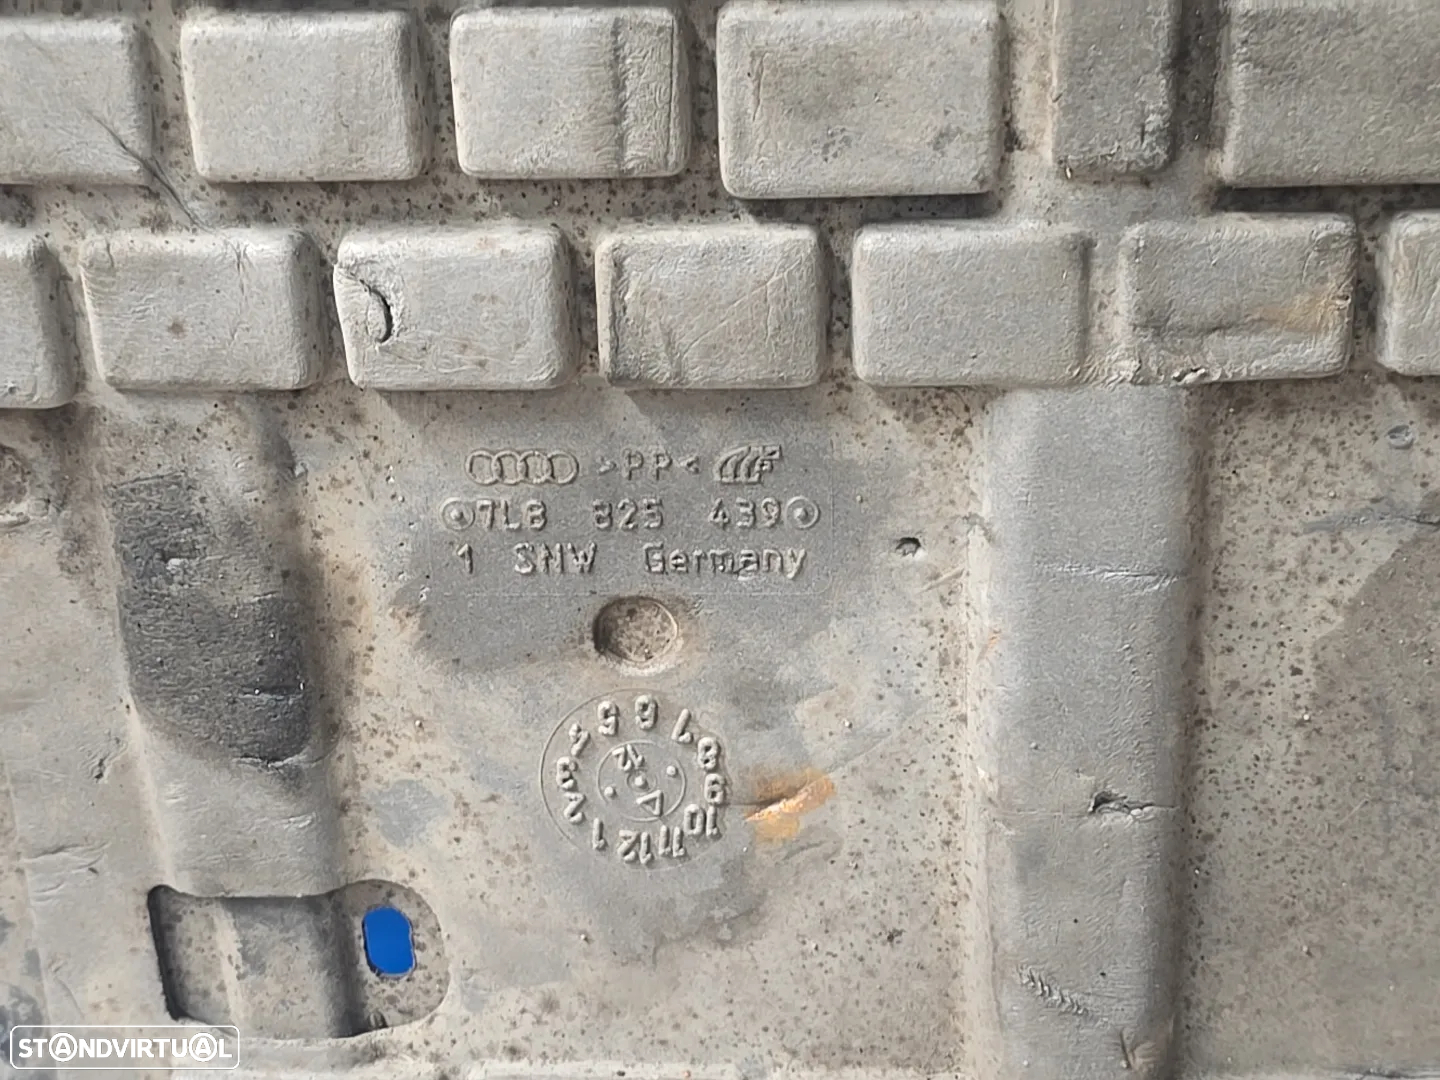 >PP<
7L8 825 439
1 SMW Germany
5 6 7 8 9 10 11 12 1 2 3 4
12
STANDVIRTUAL